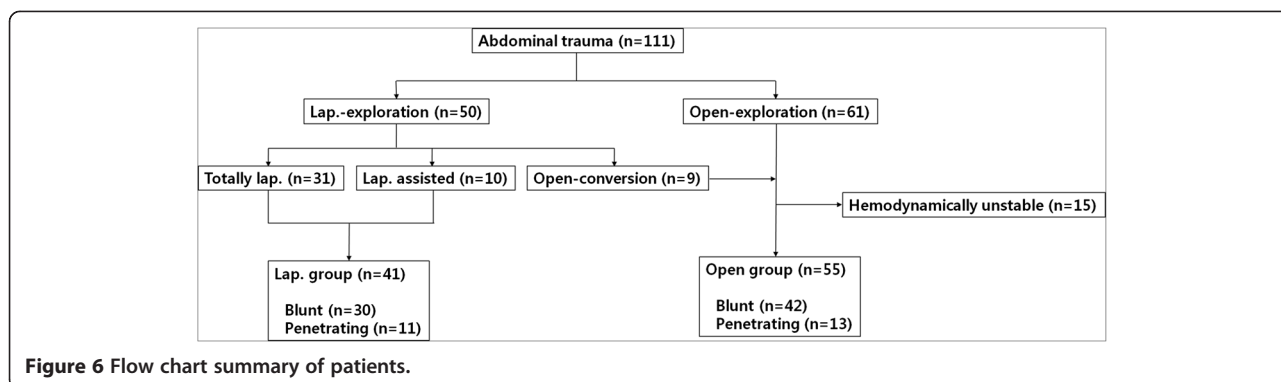 Abdominal trauma (n=111)
Lap.-exploration (n=50)
Open-exploration (n=61)
Totally lap. (n=31)
Lap. assisted (n=10)
Open-conversion (n=9)
Hemodynamically unstable (n=15)
Lap. group (n=41)
Blunt (n=30)
Penetrating (n=11)
Open group (n=55)
Blunt (n=42)
Penetrating (n=13)
Figure 6 Flow chart summary of patients.